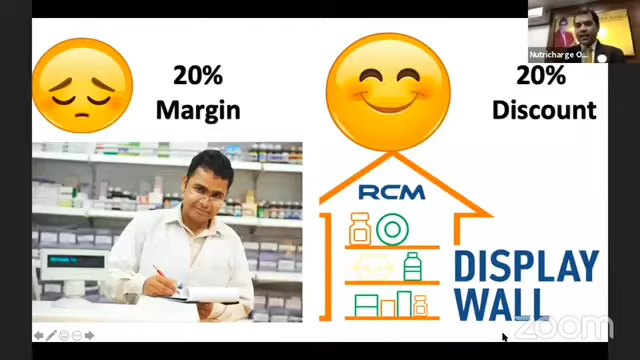 20%
Margin
20%
Discount
RCM
DISPLAY
WALL
Nutricharge O...
zoom